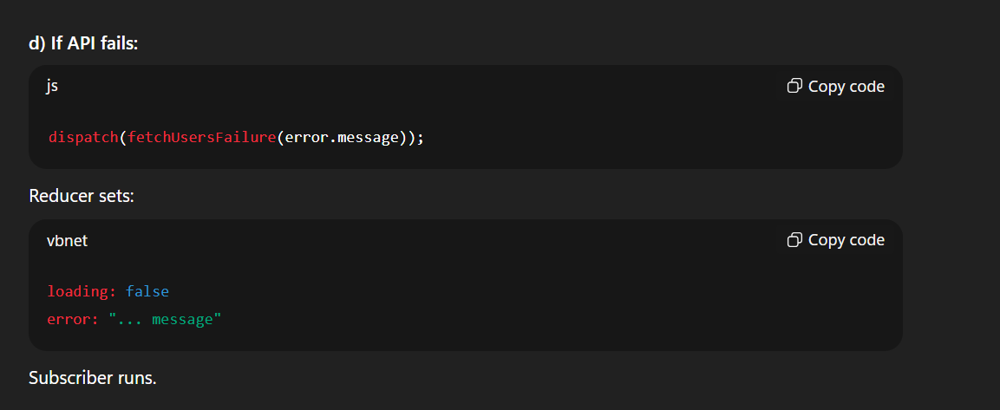 d) If API fails:
js
Copy code
dispatch(fetchUsersFailure(error.message));
Reducer sets:
vbnet
Copy code
loading: false
error: "... message"
Subscriber runs.